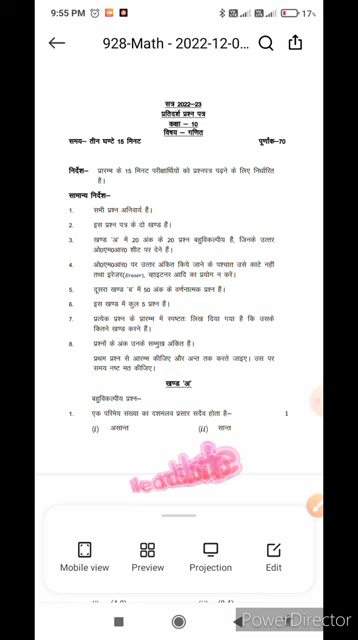 9:55 PM
17%
928-Math - 2022-12-0...
सत्र 2022-23
प्रतिदर्श प्रश्न पत्र
कक्षा – 10
विषय – गणित
समय– तीन घण्टे 15 मिनट पूर्णांक-70
निर्देश– प्रारम्भ के 15 मिनट परीक्षार्थियों को प्रश्नपत्र पढ़ने के लिए निर्धारित
है।
सामान्य निर्देश–
1. सभी प्रश्न अनिवार्य हैं।
2. इस प्रश्न पत्र के दो खण्ड हैं।
3. खण्ड 'अ' में 20 अंक के 20 प्रश्न बहुविकल्पीय हैं, जिनके उत्तर
ओ0एम0आर0 शीट पर देने हैं।
4. ओ0एम0आर0 पर उत्तर अंकित किये जाने के पश्चात उसे काटे नहीं
तथा इरेजर(Eraser), व्हाइटनर आदि का प्रयोग न करें।
5. दूसरा खण्ड 'ब' में 50 अंक के वर्णनात्मक प्रश्न हैं।
6. इस खण्ड में कुल 5 प्रश्न हैं।
7. प्रत्येक प्रश्न के प्रारम्भ में स्पष्टतः लिख दिया गया है कि उसके
कितने खण्ड करने हैं।
8. प्रश्नों के अंक उनके सम्मुख अंकित हैं।
प्रथम प्रश्न से आरम्भ कीजिए और अन्त तक करते जाइए। उस पर
समय नष्ट मत कीजिए।
खण्ड 'अ'
बहुविकल्पीय प्रश्न–
1. एक परिमेय संख्या का दशमलव प्रसार सदैव होता है– 1
(i) असान्त (ii) सान्त
Mobile view Preview Projection Edit
PowerDirector